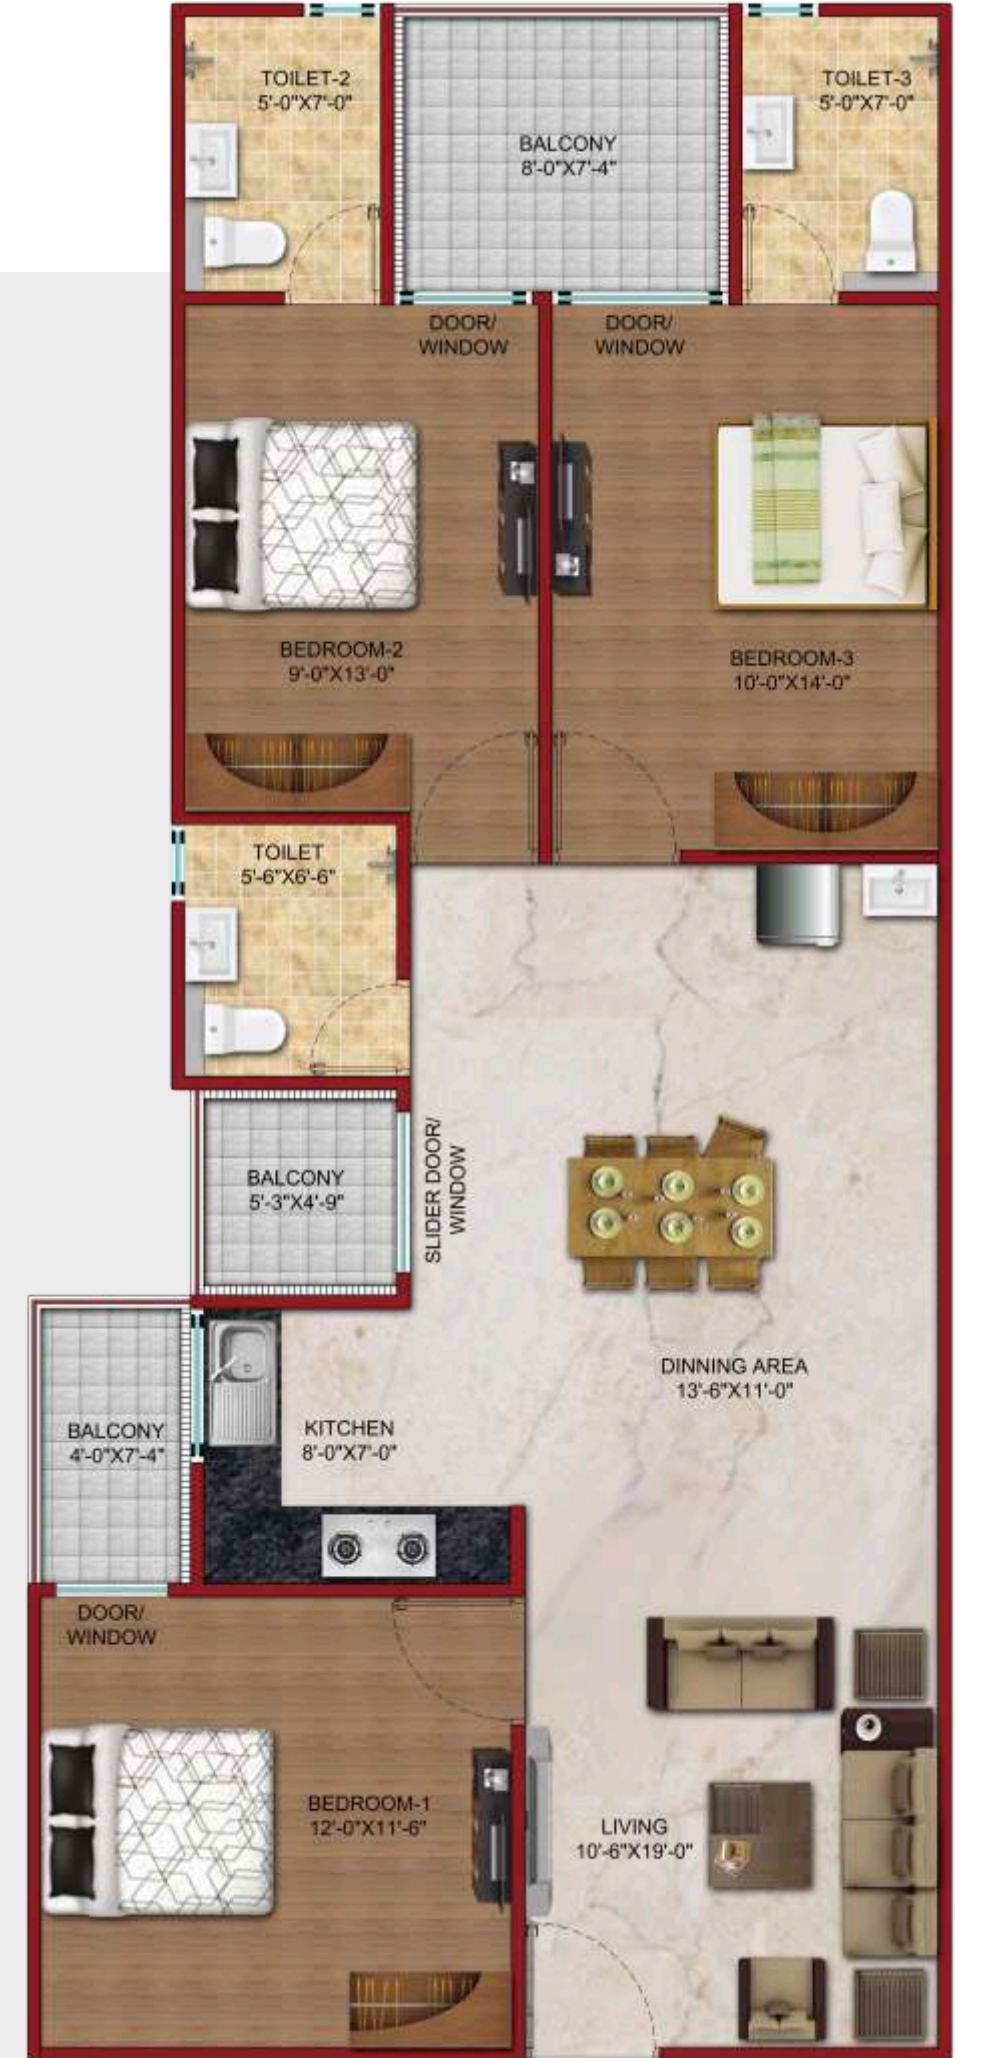 TOILET-2
5'-0"X7'-0"
BALCONY
8'-0"X7'-4"
TOILET-3
5'-0"X7'-0"
DOOR/
WINDOW
DOOR/
WINDOW
BEDROOM-2
9'-0"X13'-0"
BEDROOM-3
10'-0"X14'-0"
TOILET
5'-6"X6'-6"
BALCONY
5'-3"X4'-9"
SLIDER DOOR/
WINDOW
DINNING AREA
13'-6"X11'-0"
BALCONY
4'-0"X7'-4"
KITCHEN
8'-0"X7'-0"
DOOR/
WINDOW
BEDROOM-1
12'-0"X11'-6"
LIVING
10'-6"X19'-0"